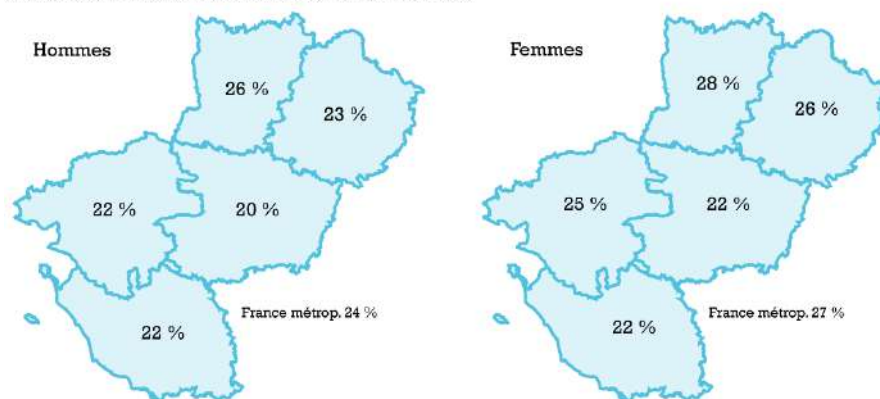 Hommes
26 %
23 %
22 %
20 %
22 %
France métrop. 24 %
Femmes
28 %
26 %
25 %
22 %
22 %
France métrop. 27 %